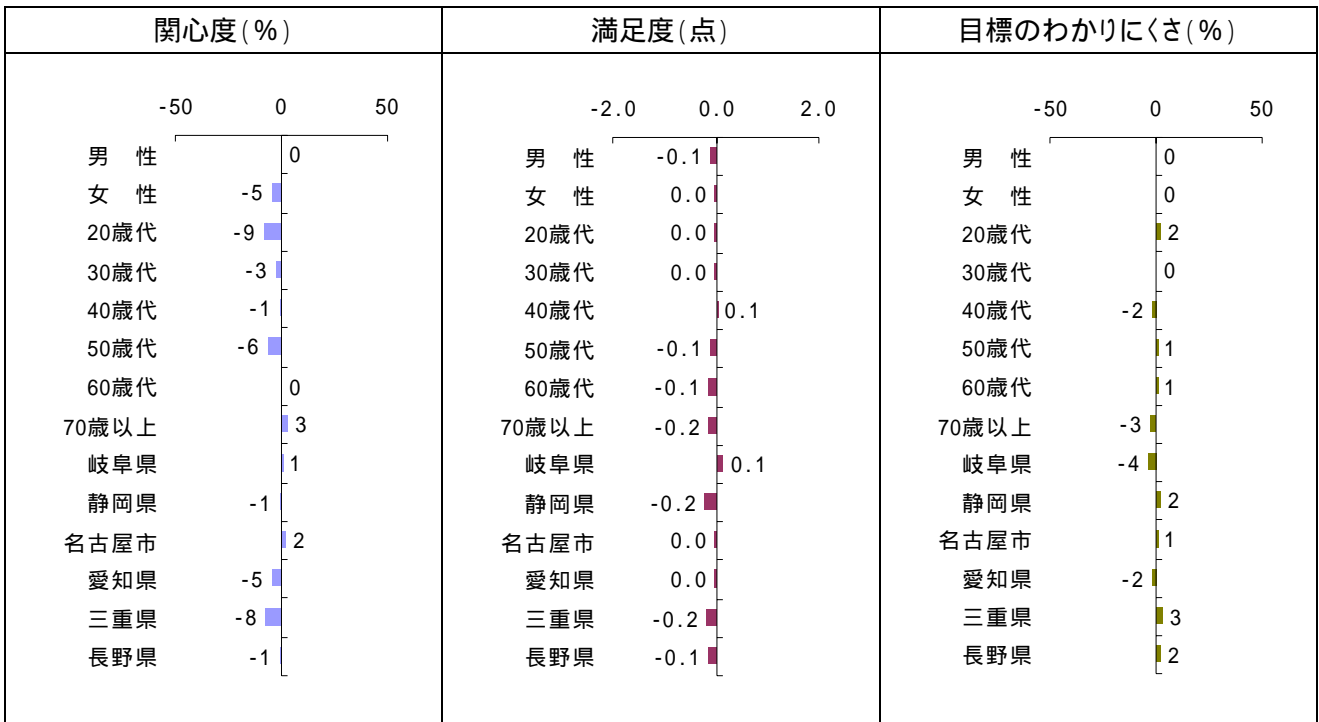 関心度(%)
満足度(点)
目標のわかりにくさ(%)
-50 0 50
男 性 0
女 性 -5
20歳代 -9
30歳代 -3
40歳代 -1
50歳代 -6
60歳代 0
70歳以上 3
岐阜県 1
静岡県 -1
名古屋市 2
愛知県 -5
三重県 -8
長野県 -1
-2.0 0.0 2.0
男 性 -0.1
女 性 0.0
20歳代 0.0
30歳代 0.0
40歳代 0.1
50歳代 -0.1
60歳代 -0.1
70歳以上 -0.2
岐阜県 0.1
静岡県 -0.2
名古屋市 0.0
愛知県 0.0
三重県 -0.2
長野県 -0.1
-50 0 50
男 性 0
女 性 0
20歳代 2
30歳代 0
40歳代 -2
50歳代 1
60歳代 1
70歳以上 -3
岐阜県 -4
静岡県 2
名古屋市 1
愛知県 -2
三重県 3
長野県 2